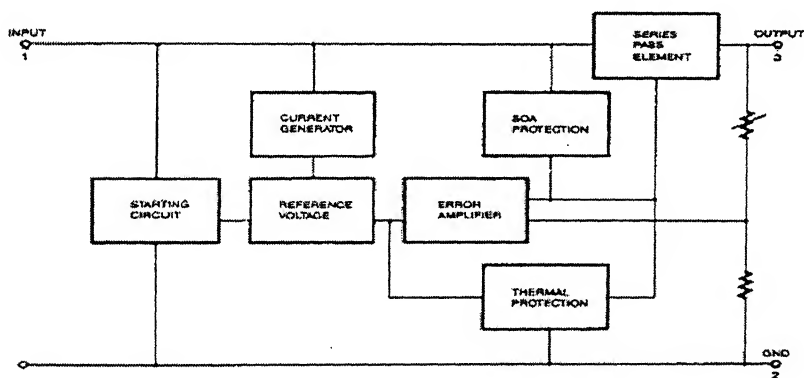 INPUT
1
SERIES
PASS
ELEMENT
OUTPUT
3
CURRENT
GENERATOR
SOA
PROTECTION
STARTING
CIRCUIT
REFERENCE
VOLTAGE
ERROR
AMPLIFIER
THERMAL
PROTECTION
GND
2